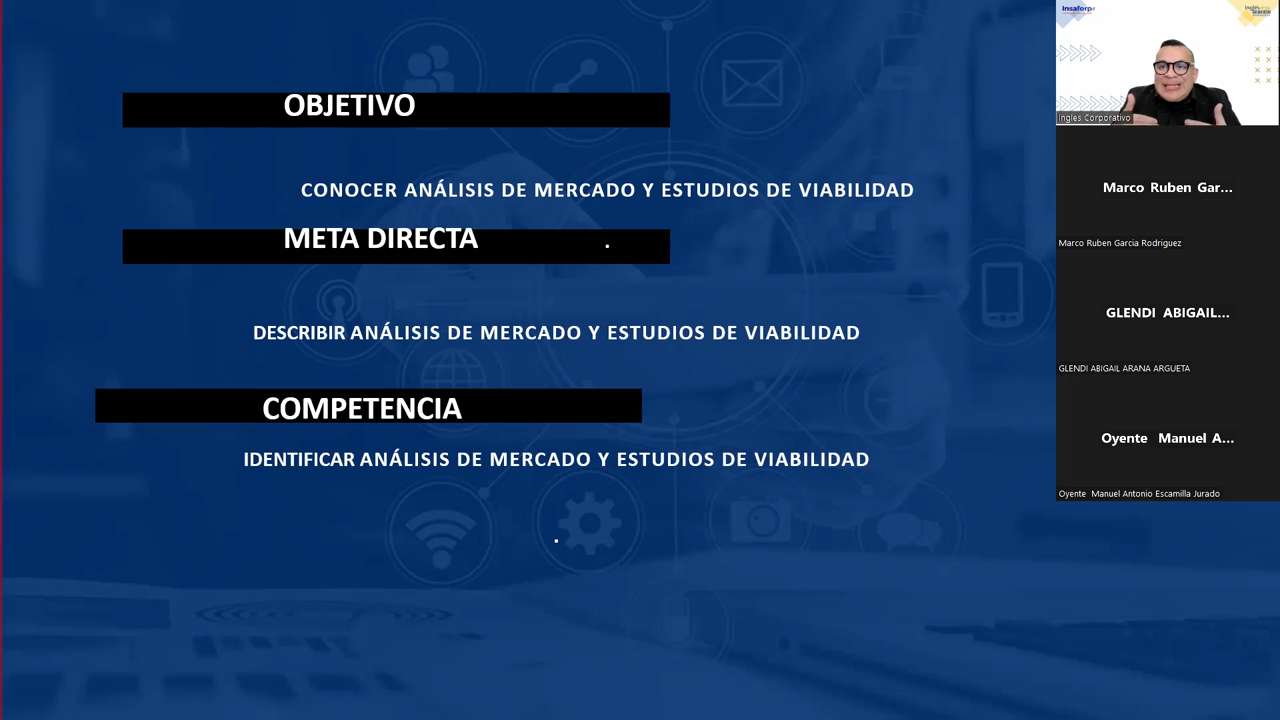 OBJETIVO
CONOCER ANÁLISIS DE MERCADO Y ESTUDIOS DE VIABILIDAD
META DIRECTA .
DESCRIBIR ANÁLISIS DE MERCADO Y ESTUDIOS DE VIABILIDAD
COMPETENCIA
IDENTIFICAR ANÁLISIS DE MERCADO Y ESTUDIOS DE VIABILIDAD
.
Insaforp
Ingles Corporativo
Marco Ruben Gar...
Marco Ruben Garcia Rodriguez
GLENDI ABIGAIL...
GLENDI ABIGAIL ARANA ARGUETA
Oyente Manuel A...
Oyente Manuel Antonio Escamilla Jurado